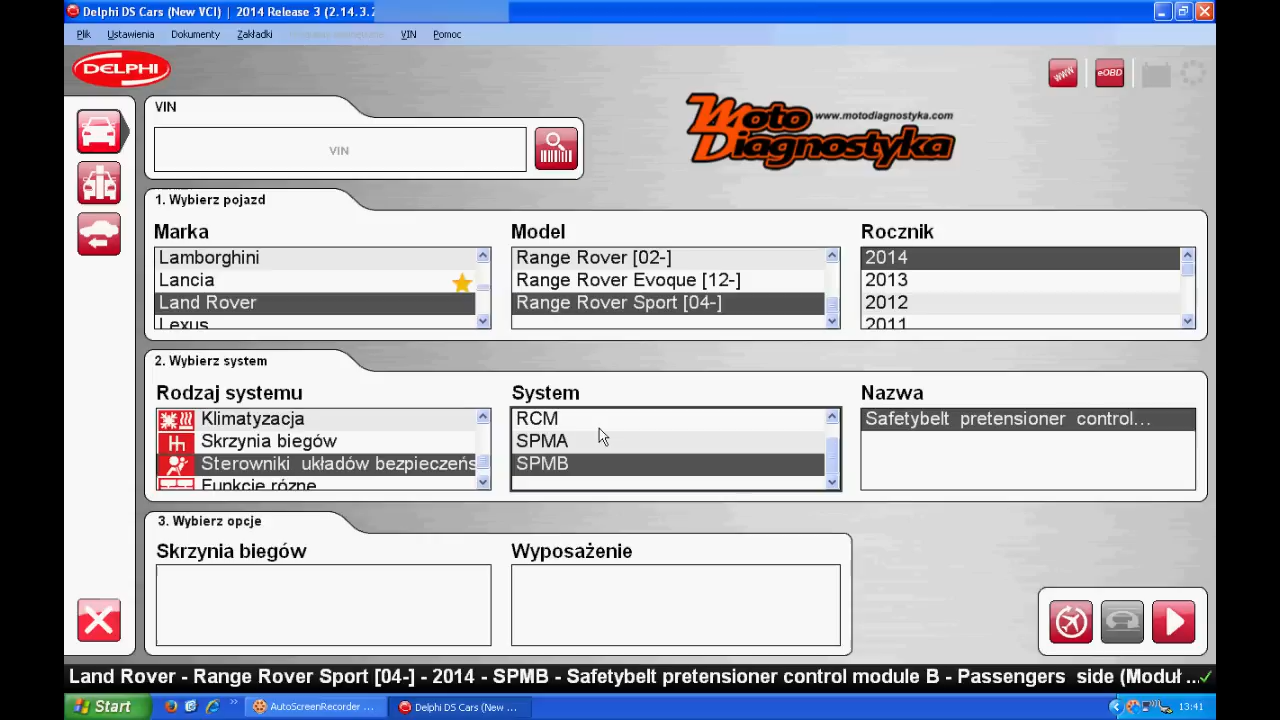 Delphi DS Cars (New VCI) | 2014 Release 3 (2.14.3.
Plik Ustawienia Dokumenty Zakładki VIN Pomoc
DELPHI
www eOBD
VIN
VIN
Moto www.motodiagnostyka.com
Diagnostyka
1. Wybierz pojazd
Marka Model Rocznik
Lamborghini Range Rover [02-] 2014
Lancia Range Rover Evoque [12-] 2013
Land Rover Range Rover Sport [04-] 2012
Lexus 2011
2. Wybierz system
Rodzaj systemu System Nazwa
Klimatyzacja RCM Safetybelt pretensioner control...
Skrzynia biegów SPMA
Sterowniki układów bezpieczeńs SPMB
Funkcje różne
3. Wybierz opcje
Skrzynia biegów Wyposażenie
Land Rover - Range Rover Sport [04-] - 2014 - SPMB - Safetybelt pretensioner control module B - Passengers side (Moduł ...
Start AutoScreenRecorder ... Delphi DS Cars (New ... 13:41